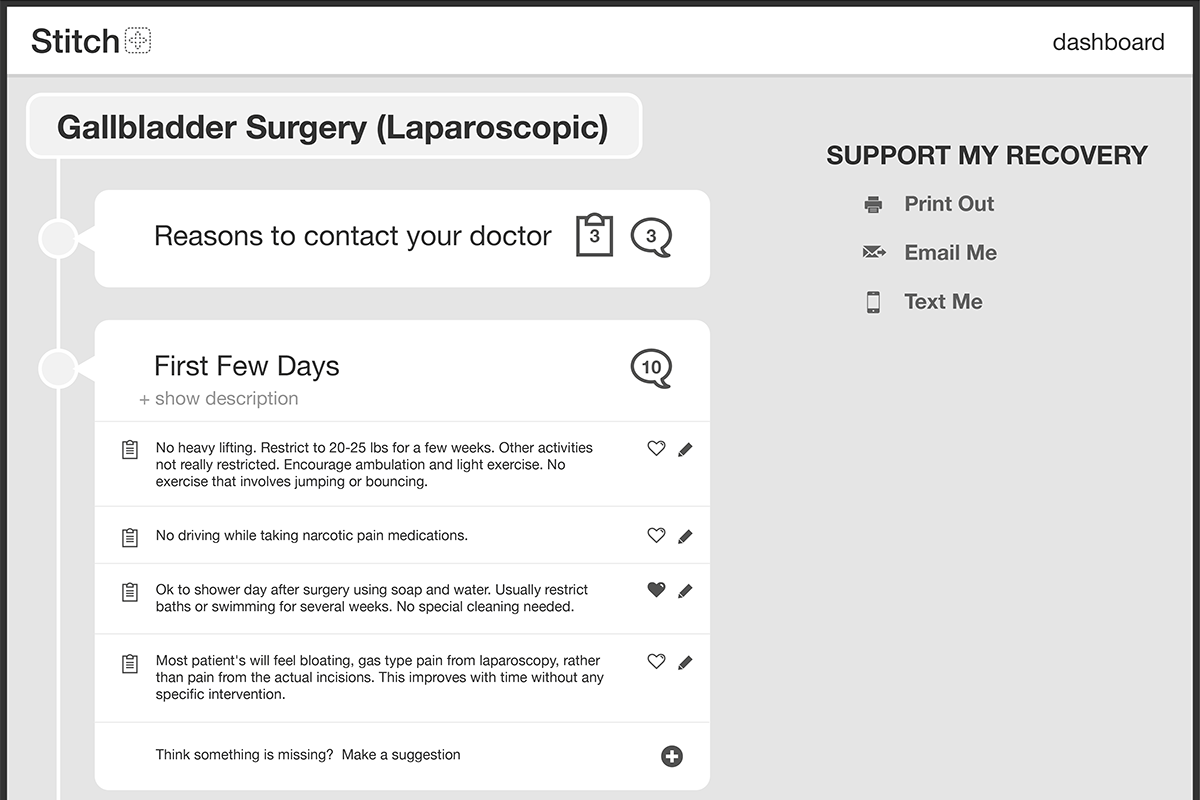 Stitch
dashboard
Gallbladder Surgery (Laparoscopic)
SUPPORT MY RECOVERY
Print Out
Email Me
Text Me
Reasons to contact your doctor
3
3
First Few Days
10
+ show description
No heavy lifting. Restrict to 20-25 lbs for a few weeks. Other activities
not really restricted. Encourage ambulation and light exercise. No
exercise that involves jumping or bouncing.
No driving while taking narcotic pain medications.
Ok to shower day after surgery using soap and water. Usually restrict
baths or swimming for several weeks. No special cleaning needed.
Most patient's will feel bloating, gas type pain from laparoscopy, rather
than pain from the actual incisions. This improves with time without any
specific intervention.
Think something is missing?  Make a suggestion